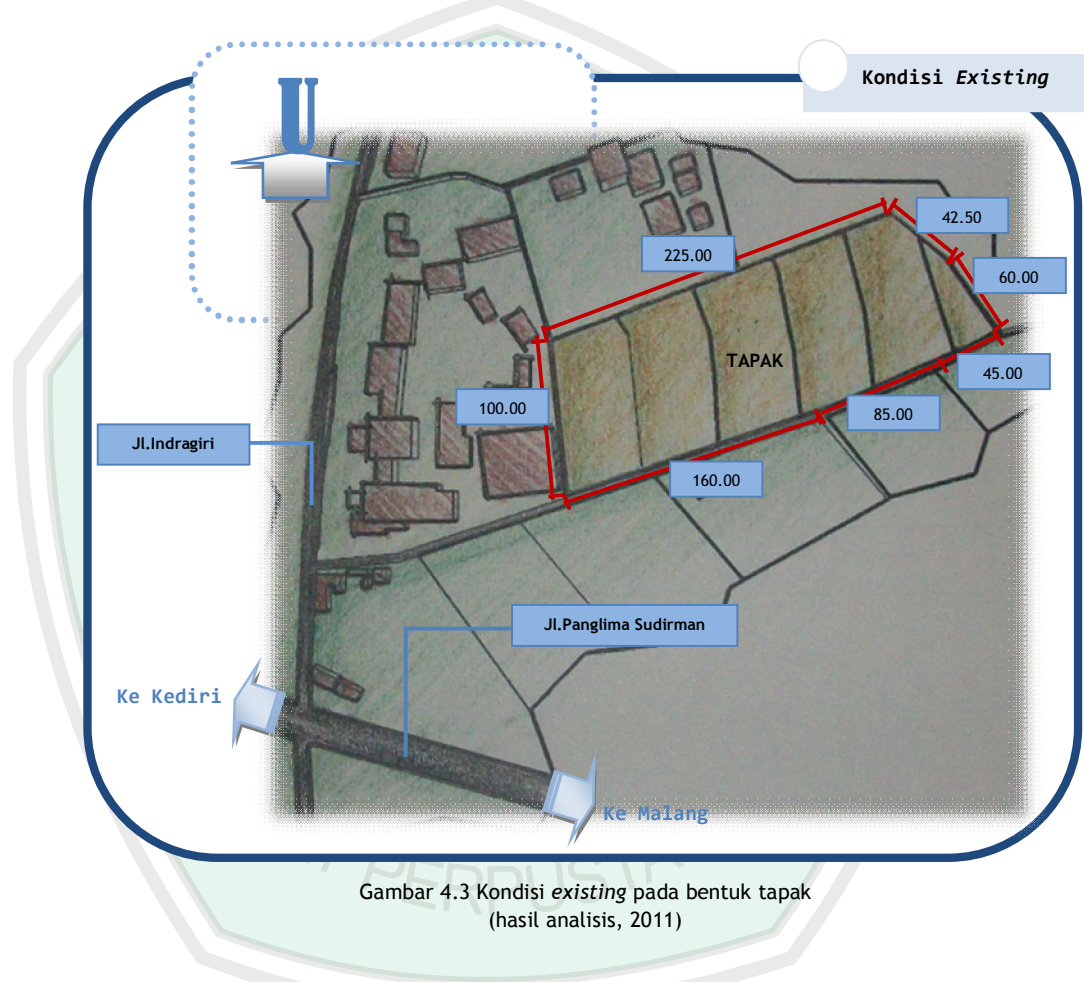 Kondisi Existing
U
42.50
225.00
60.00
TAPAK
45.00
100.00
85.00
Jl.Indragiri
160.00
Jl.Panglima Sudirman
Ke Kediri
Ke Malang
PERPUSTA
Gambar 4.3 Kondisi existing pada bentuk tapak
(hasil analisis, 2011)